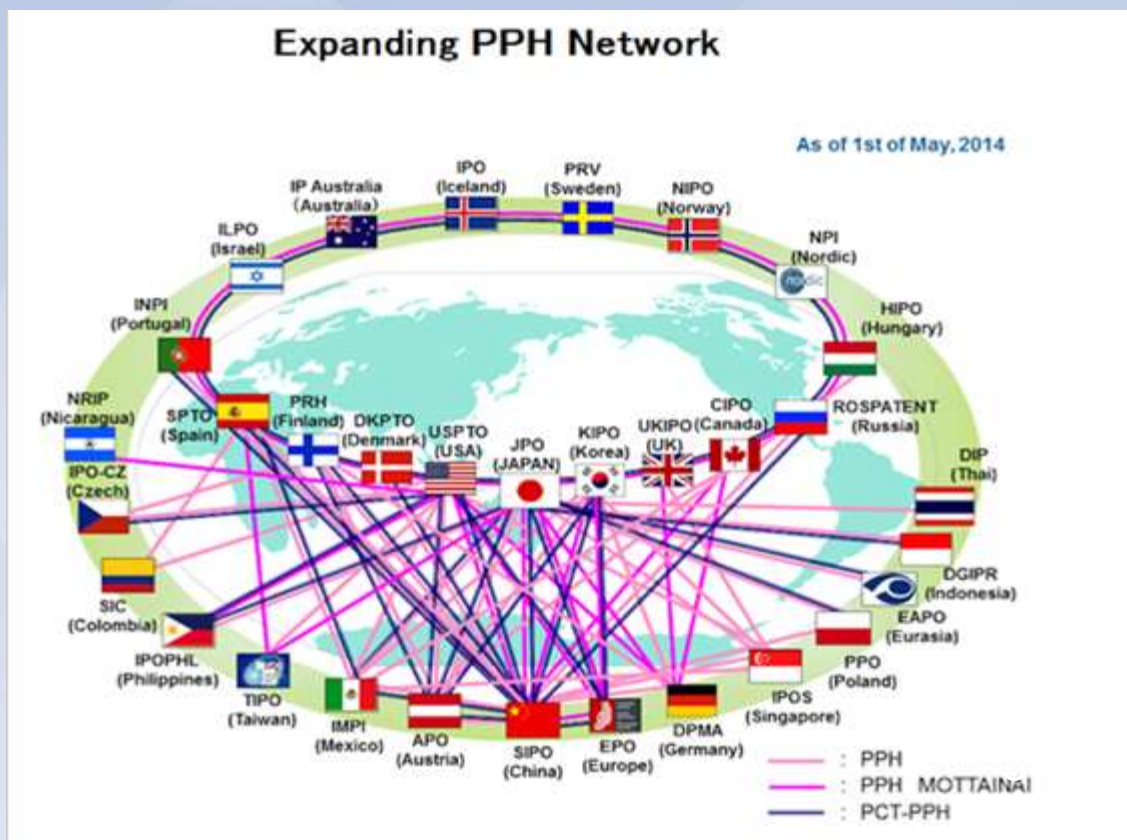 Expanding PPH Network
As of 1st of May, 2014
IPO
(Iceland)
PRV
(Sweden)
IP Australia
(Australia)
NIPO
(Norway)
ILPO
(Israel)
NPI
(Nordic)
nordic
INPI
(Portugal)
HIPO
(Hungary)
NRIP
(Nicaragua)
SPTO
(Spain)
PRH
(Finland)
DKPTO
(Denmark)
USPTO
(USA)
JPO
(JAPAN)
KIPO
(Korea)
UKIPO
(UK)
CIPO
(Canada)
ROSPATENT
(Russia)
IPO-CZ
(Czech)
DIP
(Thai)
SIC
(Colombia)
DGIPR
(Indonesia)
IPOPHL
(Philippines)
EAPO
(Eurasia)
TIPO
(Taiwan)
PPO
(Poland)
IMPI
(Mexico)
IPOS
(Singapore)
APO
(Austria)
SIPO
(China)
EPO
(Europe)
DPMA
(Germany)
: PPH
: PPH MOTTAINAI
: PCT-PPH